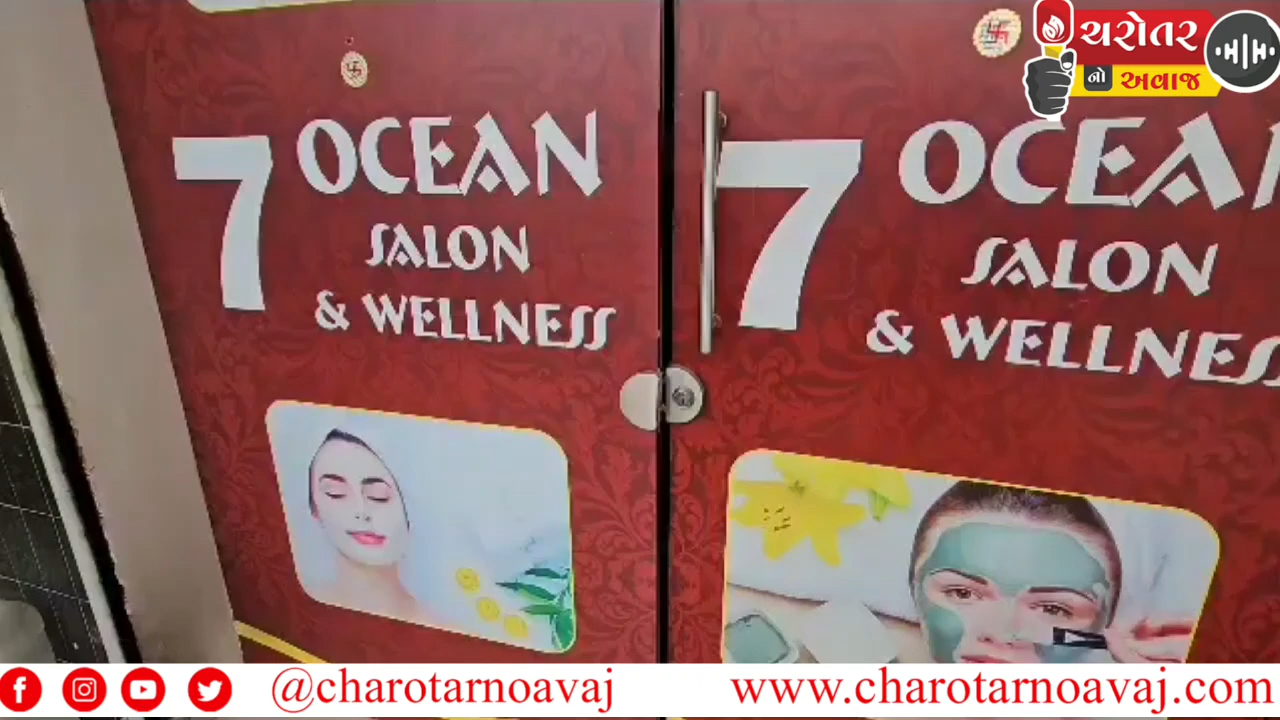 ચરોતર
નો અવાજ
7 OCEAN
SALON
& WELLNESS
7 OCEAN
SALON
& WELLNESS
@charotarnoavaj
www.charotarnoavaj.com